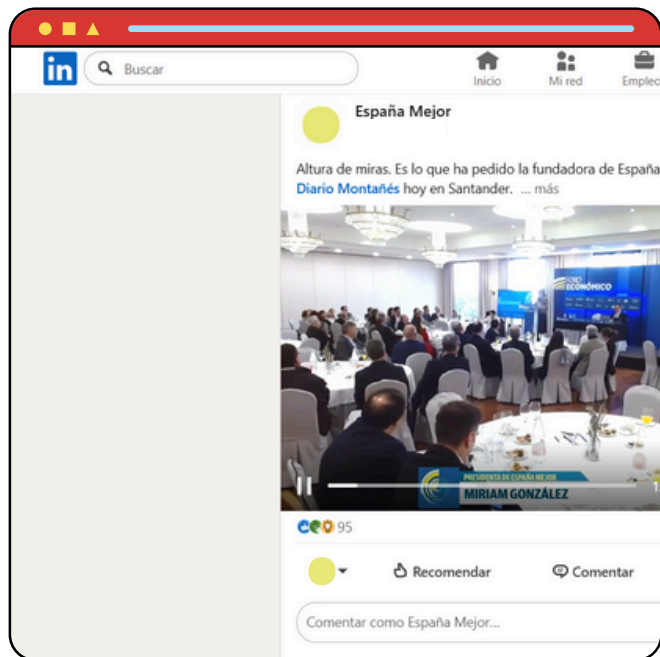 in
Buscar
Inicio
Mi red
Empleo
España Mejor
Altura de miras. Es lo que ha pedido la fundadora de España
Diario Montañés hoy en Santander. ... más
FORO
ECONÓMICO
PRESIDENTA DE ESPAÑA MEJOR
MIRIAM GONZÁLEZ
95
Recomendar
Comentar
Comentar como España Mejor...